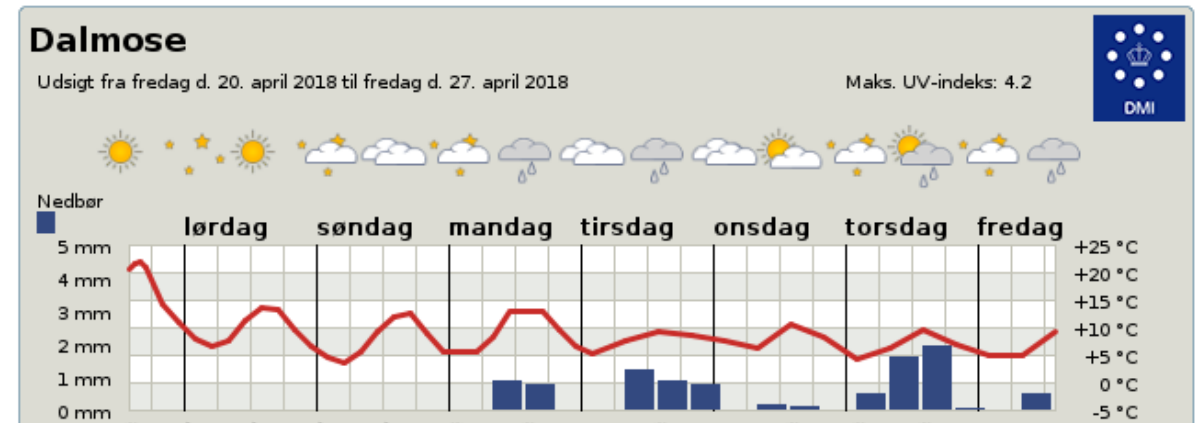 Dalmose
Udsigt fra fredag d. 20. april 2018 til fredag d. 27. april 2018
Maks. UV-indeks: 4.2
DMI
Nedbør
lørdag søndag mandag tirsdag onsdag torsdag fredag
5 mm +25 °C
4 mm +20 °C
3 mm +15 °C
+10 °C
2 mm +5 °C
1 mm 0 °C
0 mm -5 °C